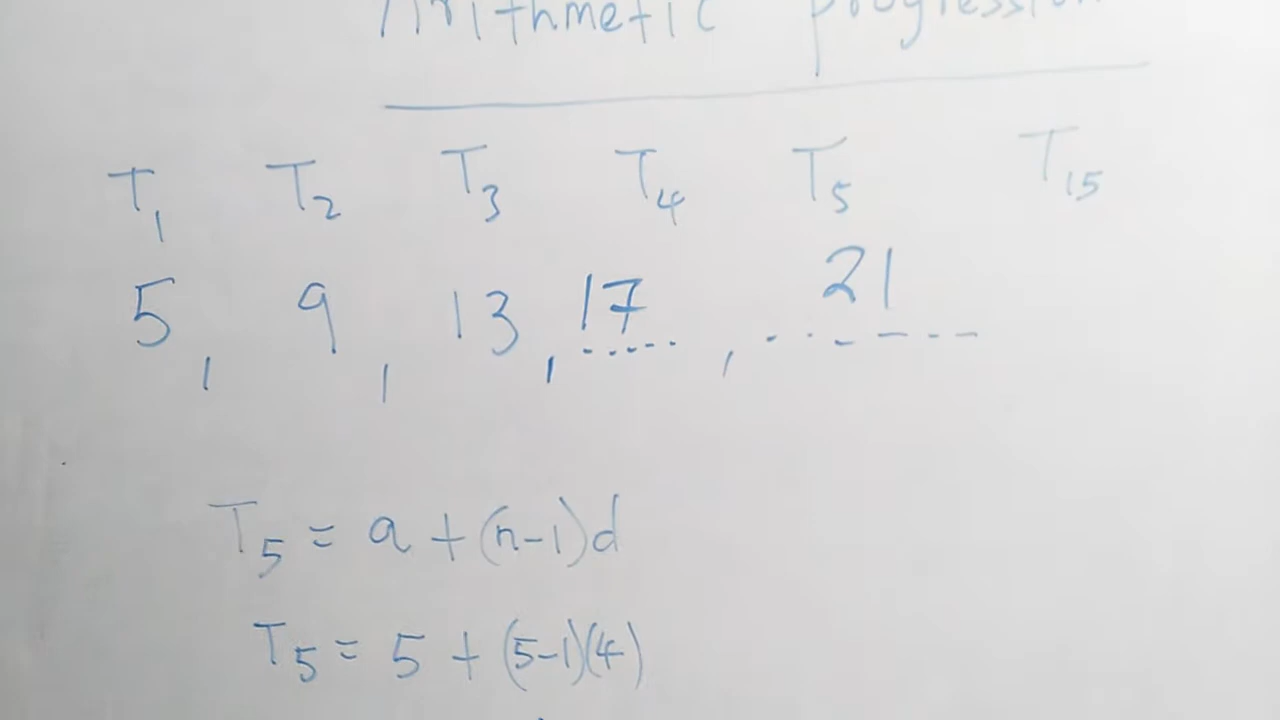 Arithmetic progression
T1 T2 T3 T4 T5 T15
5, 9, 13, 17....., 21
T5 = a + (n-1)d
T5 = 5 + (5-1)(4)